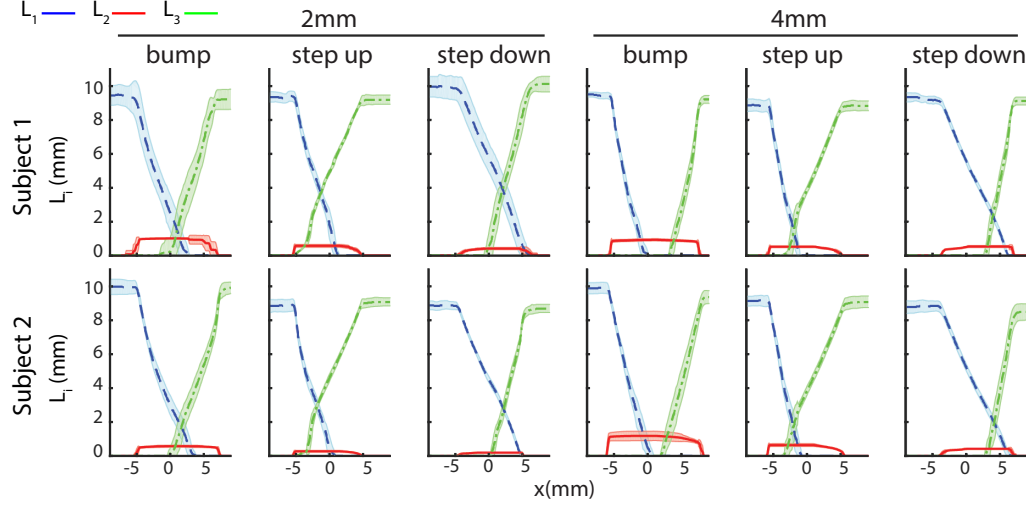 L1 L2 L3
2mm 4mm
bump step up step down bump step up step down
Subject 1
Li (mm)
10
8
6
4
2
0
Subject 2
Li (mm)
10
8
6
4
2
0
-5 0 5 -5 0 5 -5 0 5 -5 0 5 -5 0 5 -5 0 5
x(mm)